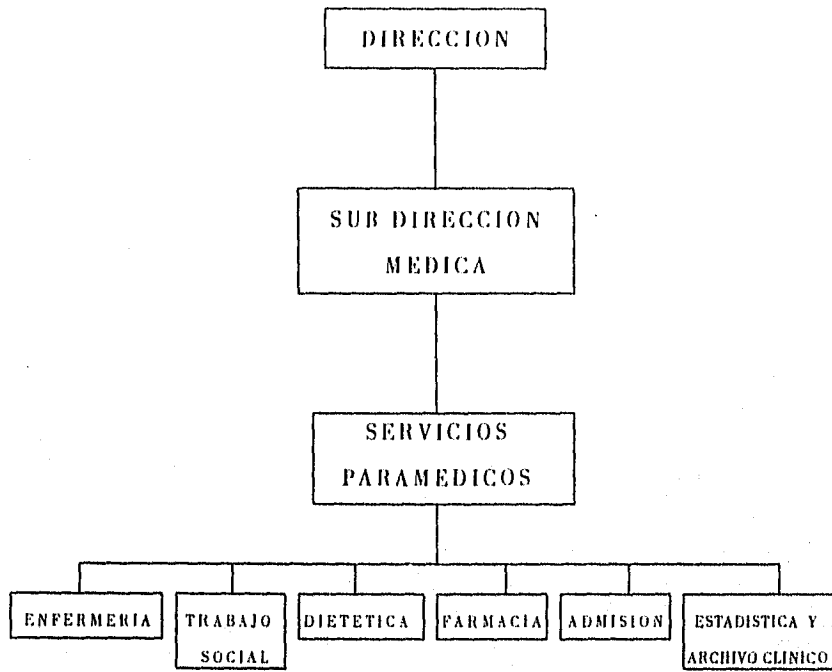 DIRECCION
SUB DIRECCION
MEDICA
SERVICIOS
PARAMEDICOS
ENFERMERIA
TRABAJO
SOCIAL
DIETETICA
FARMACIA
ADMISION
ESTADISTICA Y
ARCHIVO CLINICO